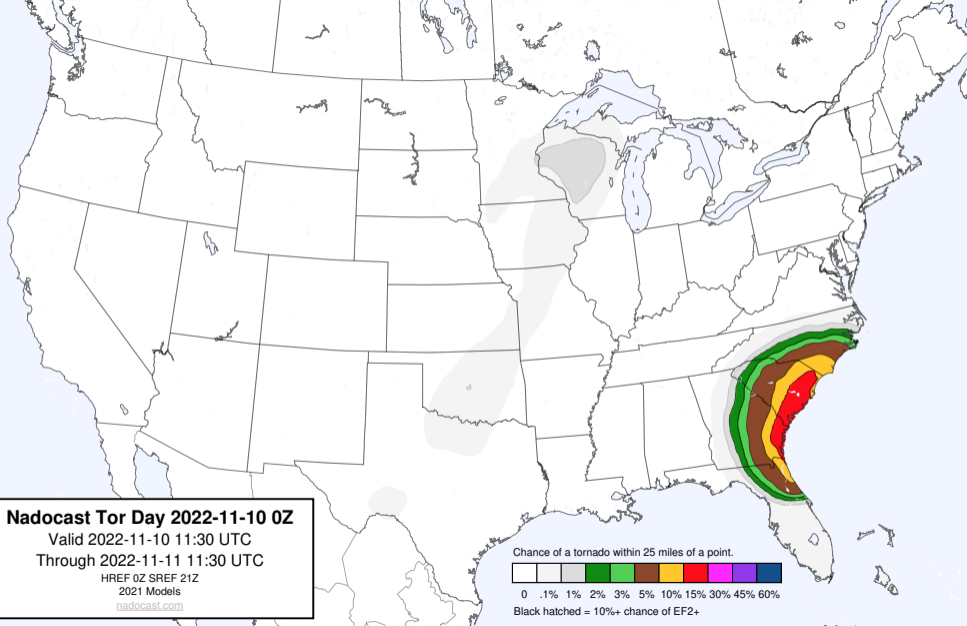 Nadocast Tor Day 2022-11-10 0Z
Valid 2022-11-10 11:30 UTC
Through 2022-11-11 11:30 UTC
HREF 0Z SREF 21Z
2021 Models
nadocast.com
Chance of a tornado within 25 miles of a point.
0 .1% 1% 2% 3% 5% 10% 15% 30% 45% 60%
Black hatched = 10%+ chance of EF2+